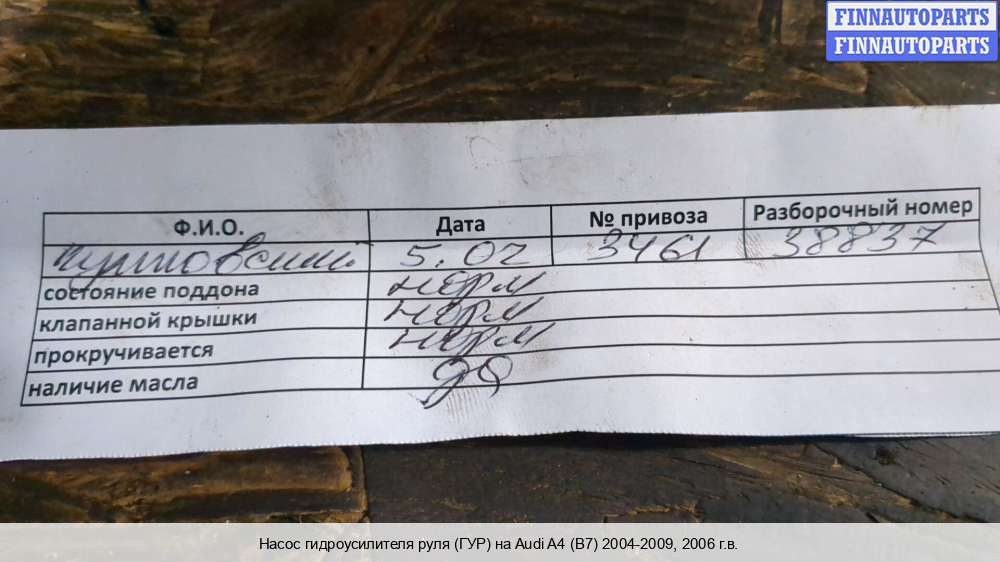 FINNAUTOPARTS
FINNAUTOPARTS
Ф.И.О. Дата № привоза Разборочный номер
5.02 3461 38837
состояние поддона норм
клапанной крышки норм
прокручивается норм
наличие масла да
Насос гидроусилителя руля (ГУР) на Audi A4 (B7) 2004-2009, 2006 г.в.